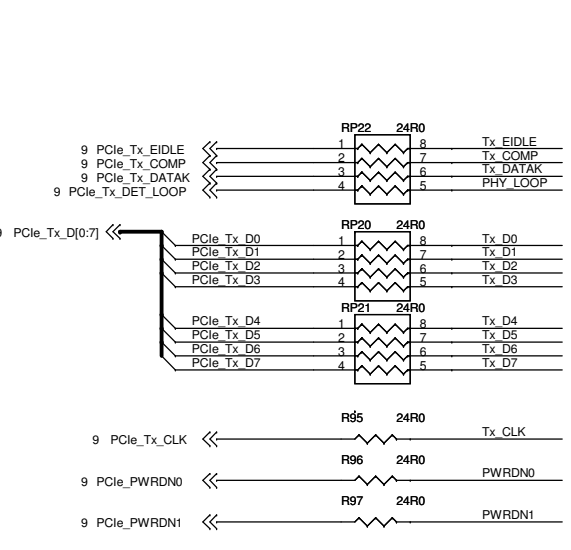 RP22 24R0
9 PCIe_Tx_EIDLE 1 8 Tx_EIDLE
9 PCIe_Tx_COMP 2 7 Tx_COMP
9 PCIe_Tx_DATAK 3 6 Tx_DATAK
9 PCIe_Tx_DET_LOOP 4 5 PHY_LOOP
RP20 24R0
9 PCIe_Tx_D[0:7]
PCIe_Tx_D0 1 8 Tx_D0
PCIe_Tx_D1 2 7 Tx_D1
PCIe_Tx_D2 3 6 Tx_D2
PCIe_Tx_D3 4 5 Tx_D3
RP21 24R0
PCIe_Tx_D4 1 8 Tx_D4
PCIe_Tx_D5 2 7 Tx_D5
PCIe_Tx_D6 3 6 Tx_D6
PCIe_Tx_D7 4 5 Tx_D7
R95 24R0
9 PCIe_Tx_CLK Tx_CLK
R96 24R0
9 PCIe_PWRDN0 PWRDN0
R97 24R0
9 PCIe_PWRDN1 PWRDN1